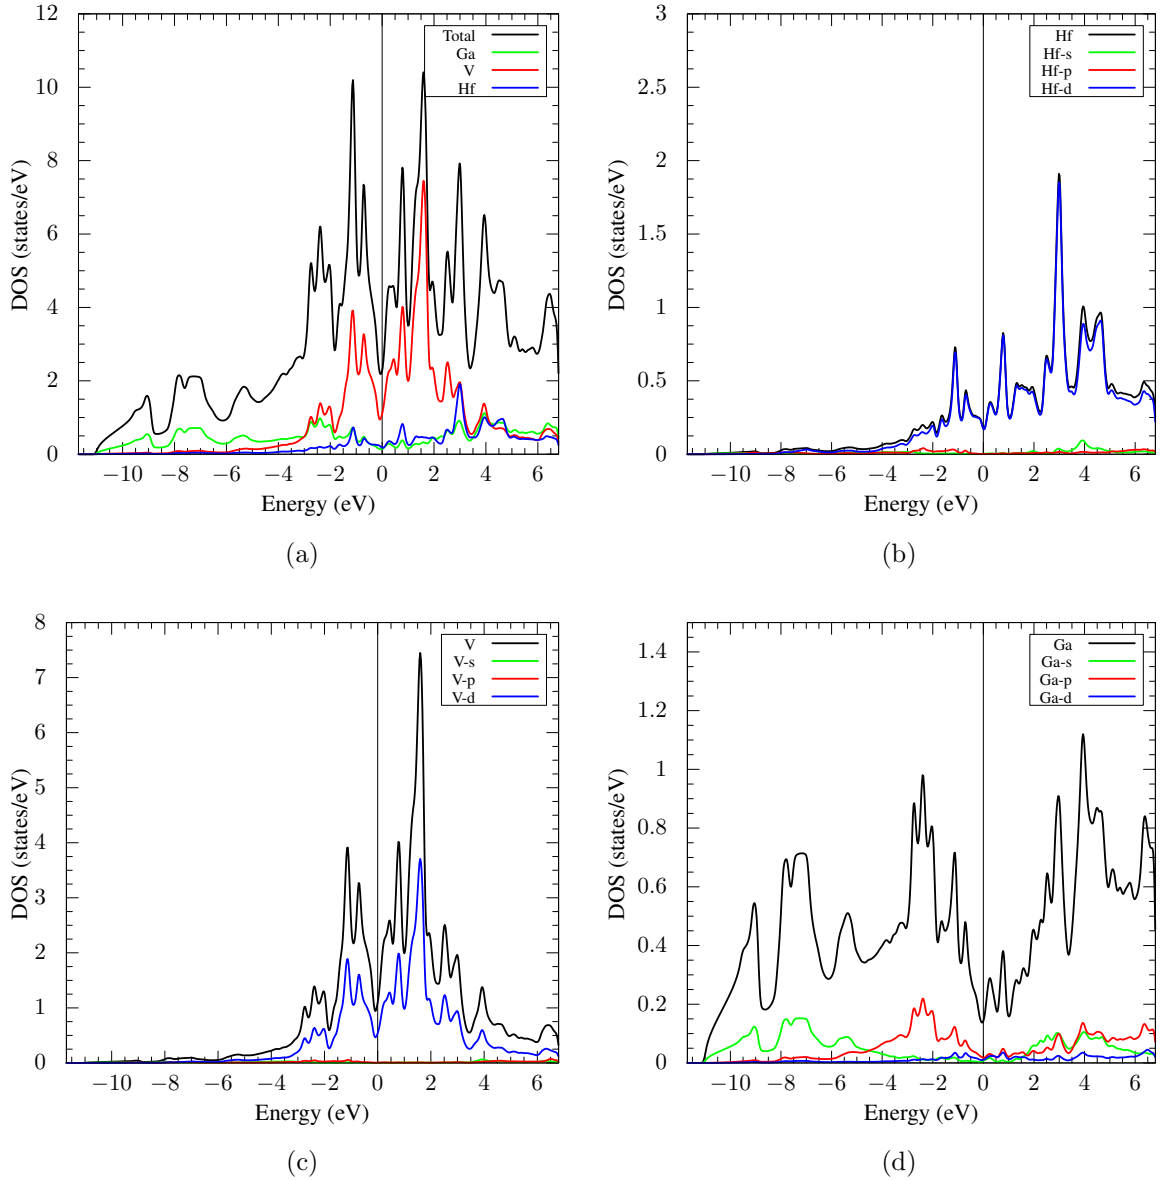 12
10
8
6
4
2
0
DOS (states/eV)
Total
Ga
V
Hf
−10 −8 −6 −4 −2 0 2 4 6
Energy (eV)
(a)
3
2.5
2
1.5
1
0.5
0
DOS (states/eV)
Hf
Hf-s
Hf-p
Hf-d
−10 −8 −6 −4 −2 0 2 4 6
Energy (eV)
(b)
8
7
6
5
4
3
2
1
0
DOS (states/eV)
V
V-s
V-p
V-d
−10 −8 −6 −4 −2 0 2 4 6
Energy (eV)
(c)
1.4
1.2
1
0.8
0.6
0.4
0.2
0
DOS (states/eV)
Ga
Ga-s
Ga-p
Ga-d
−10 −8 −6 −4 −2 0 2 4 6
Energy (eV)
(d)